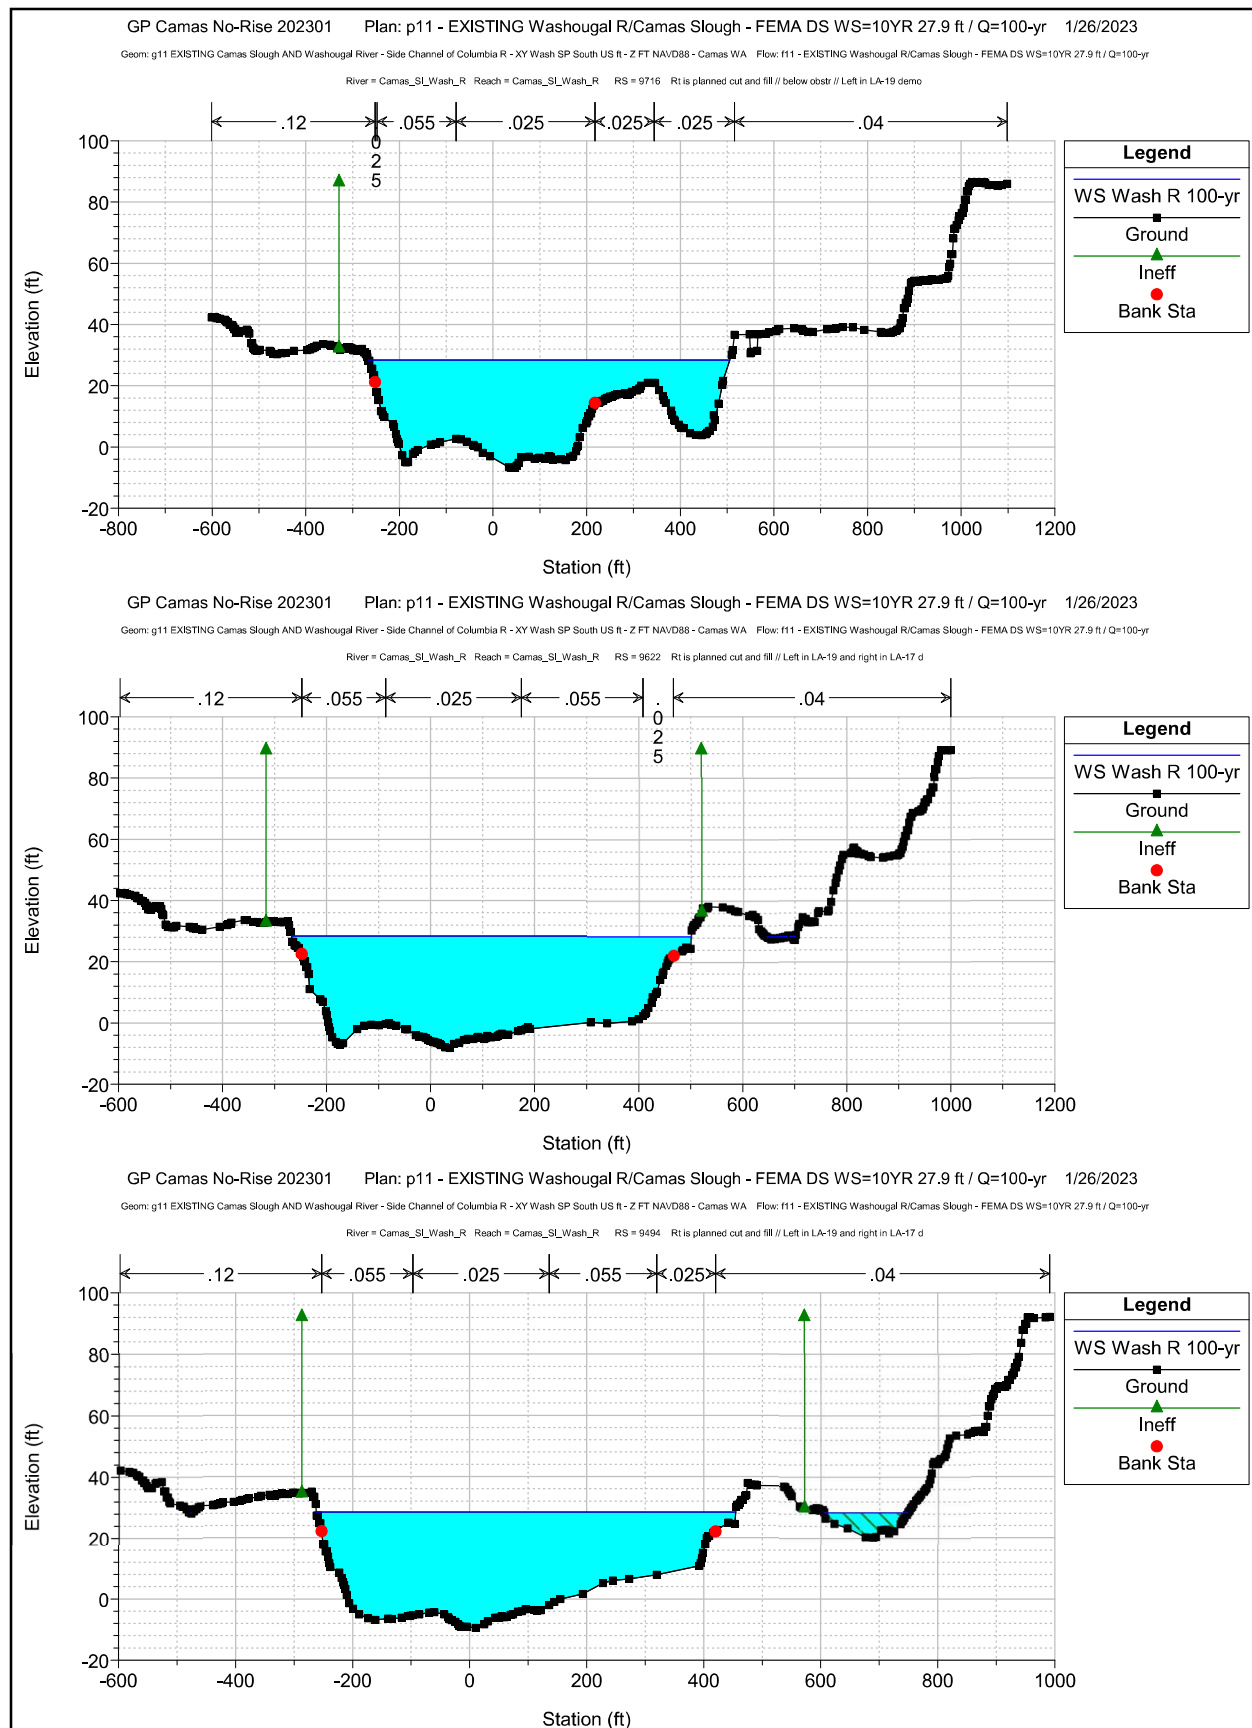 GP Camas No-Rise 202301 Plan: p11 - EXISTING Washougal R/Camas Slough - FEMA DS WS=10YR 27.9 ft / Q=100-yr 1/26/2023
Geom: g11 EXISTING Camas Slough AND Washougal River - Side Channel of Columbia R - XY Wash SP South US ft - Z FT NAVD88 - Camas WA Flow: f11 - EXISTING Washougal R/Camas Slough - FEMA DS WS=10YR 27.9 ft / Q=100-yr
River = Camas_Sl_Wash_R Reach = Camas_Sl_Wash_R RS = 9716 Rt is planned cut and fill // below obstr // Left in LA-19 demo
.12 .055 .025 .025 .025 .04
0
2
5
100
80
60
40
20
0
-20
Elevation (ft)
-800 -600 -400 -200 0 200 400 600 800 1000 1200
Station (ft)
Legend
WS Wash R 100-yr
Ground
Ineff
Bank Sta
GP Camas No-Rise 202301 Plan: p11 - EXISTING Washougal R/Camas Slough - FEMA DS WS=10YR 27.9 ft / Q=100-yr 1/26/2023
Geom: g11 EXISTING Camas Slough AND Washougal River - Side Channel of Columbia R - XY Wash SP South US ft - Z FT NAVD88 - Camas WA Flow: f11 - EXISTING Washougal R/Camas Slough - FEMA DS WS=10YR 27.9 ft / Q=100-yr
River = Camas_Sl_Wash_R Reach = Camas_Sl_Wash_R RS = 9622 Rt is planned cut and fill // Left in LA-19 and right in LA-17 d
.12 .055 .025 .055 . .04
0
2
5
100
80
60
40
20
0
-20
Elevation (ft)
-600 -400 -200 0 200 400 600 800 1000 1200
Station (ft)
Legend
WS Wash R 100-yr
Ground
Ineff
Bank Sta
GP Camas No-Rise 202301 Plan: p11 - EXISTING Washougal R/Camas Slough - FEMA DS WS=10YR 27.9 ft / Q=100-yr 1/26/2023
Geom: g11 EXISTING Camas Slough AND Washougal River - Side Channel of Columbia R - XY Wash SP South US ft - Z FT NAVD88 - Camas WA Flow: f11 - EXISTING Washougal R/Camas Slough - FEMA DS WS=10YR 27.9 ft / Q=100-yr
River = Camas_Sl_Wash_R Reach = Camas_Sl_Wash_R RS = 9494 Rt is planned cut and fill // Left in LA-19 and right in LA-17 d
.12 .055 .025 .055 .025 .04
100
80
60
40
20
0
-20
Elevation (ft)
-600 -400 -200 0 200 400 600 800 1000
Station (ft)
Legend
WS Wash R 100-yr
Ground
Ineff
Bank Sta